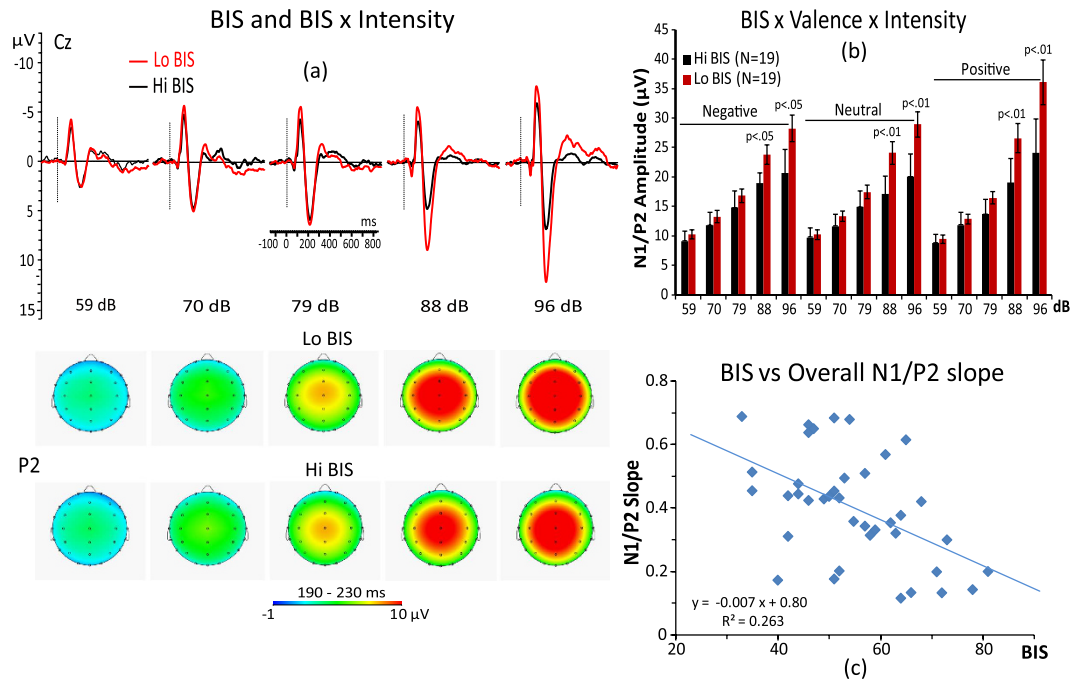 BIS and BIS x Intensity
µV
Cz
-10
-5
0
5
10
15
Lo BIS
Hi BIS
(a)
ms
-100 0 200 400 600 800
59 dB 70 dB 79 dB 88 dB 96 dB
Lo BIS
P2
Hi BIS
190 - 230 ms
-1 10 µV
BIS x Valence x Intensity
(b)
N1/P2 Amplitude (µV)
45
40
35
30
25
20
15
10
5
0
Hi BIS (N=19)
Lo BIS (N=19)
Negative
Neutral
Positive
p<.05
p<.05
p<.01
p<.01
p<.01
p<.01
59 70 79 88 96 59 70 79 88 96 59 70 79 88 96 dB
BIS vs Overall N1/P2 slope
N1/P2 Slope
0.8
0.6
0.4
0.2
0
y = -0.007 x + 0.80
R² = 0.263
20 40 60 80 BIS
(c)